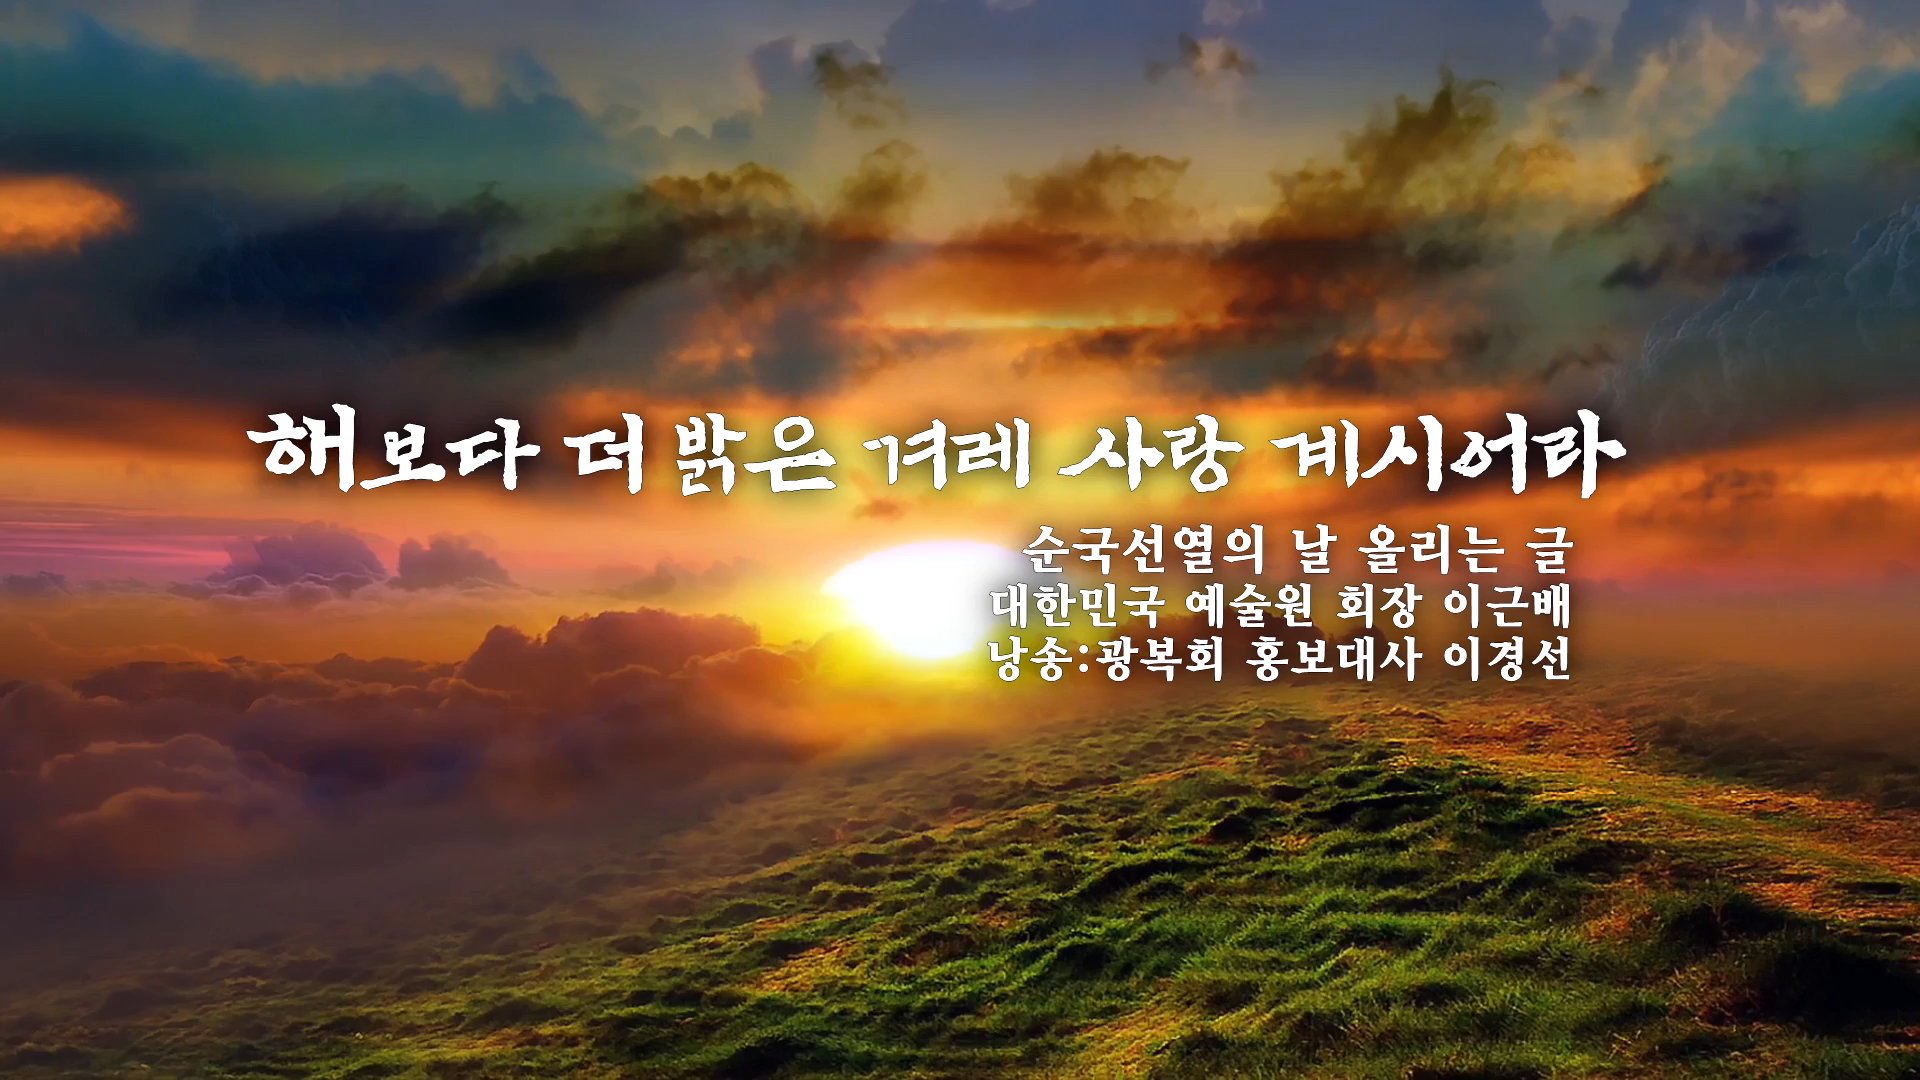 해보다 더 밝은 겨레 사랑 계시어라
순국선열의 날 올리는 글
대한민국 예술원 회장 이근배
낭송:광복회 홍보대사 이경선